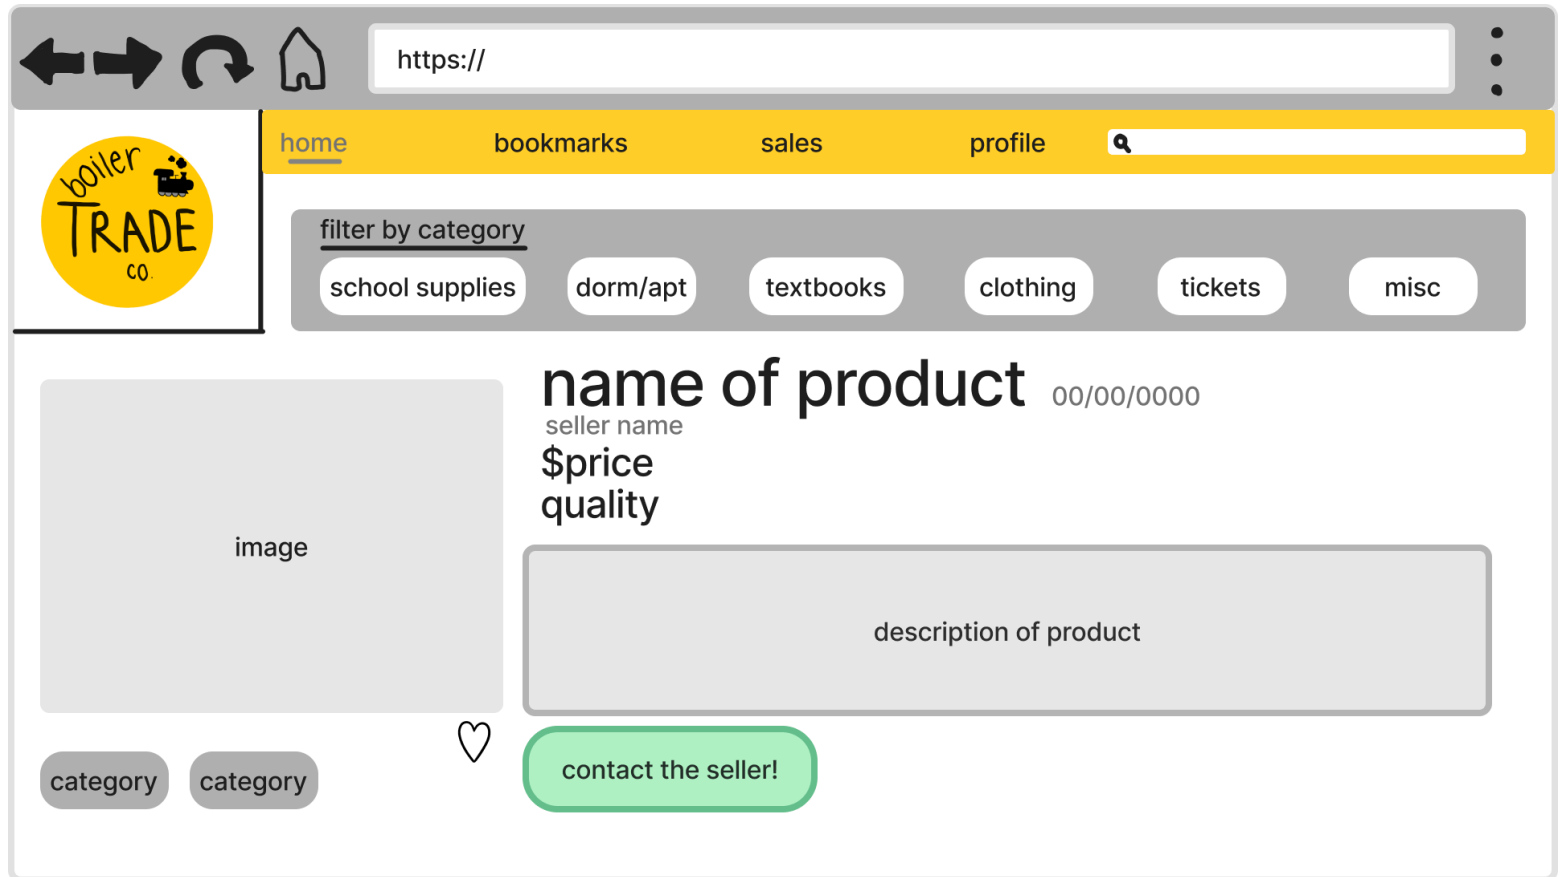 https://
boiler
TRADE
CO.
home bookmarks sales profile
filter by category
school supplies dorm/apt textbooks clothing tickets misc
name of product 00/00/0000
seller name
$price
quality
image
description of product
contact the seller!
category category